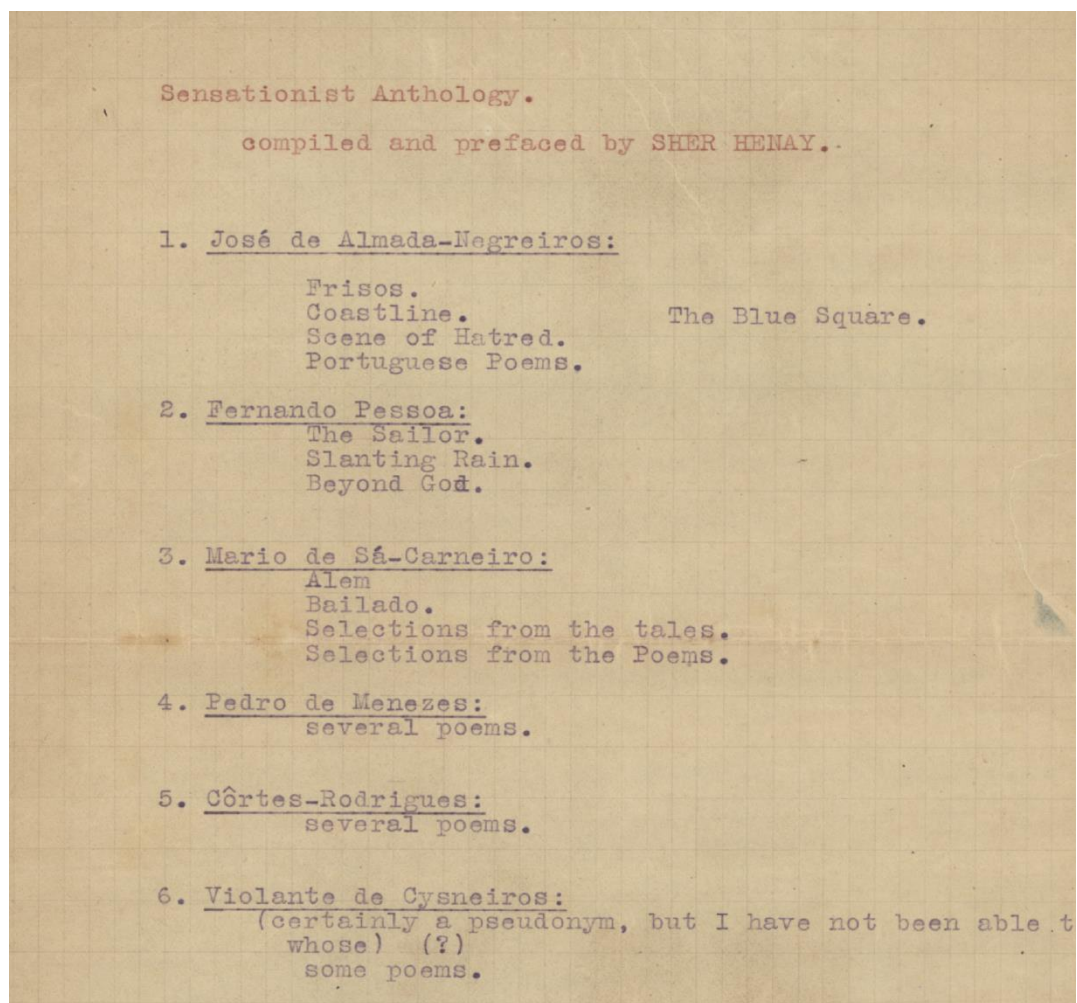 Sensationist Anthology.
compiled and prefaced by SHER HENAY.
1. José de Almada-Negreiros:
Frisos.
Coastline. The Blue Square.
Scene of Hatred.
Portuguese Poems.
2. Fernando Pessoa:
The Sailor.
Slanting Rain.
Beyond God.
3. Mario de Sá-Carneiro:
Alem
Bailado.
Selections from the tales.
Selections from the Poems.
4. Pedro de Menezes:
several poems.
5. Côrtes-Rodrigues:
several poems.
6. Violante de Cysneiros:
(certainly a pseudonym, but I have not been able t
whose) (?)
some poems.